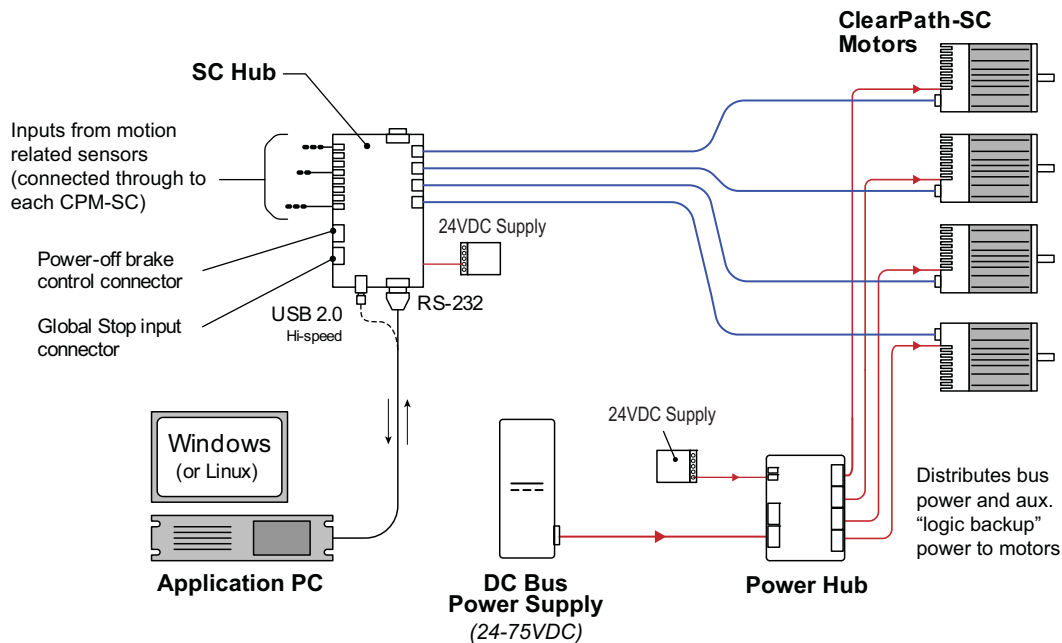 ClearPath-SC
Motors
SC Hub
Inputs from motion
related sensors
(connected through to
each CPM-SC)
24VDC Supply
Power-off brake
control connector
USB 2.0
Hi-speed
RS-232
Global Stop input
connector
Windows
(or Linux)
24VDC Supply
Distributes bus
power and aux.
“logic backup”
power to motors
Application PC
DC Bus
Power Supply
(24-75VDC)
Power Hub